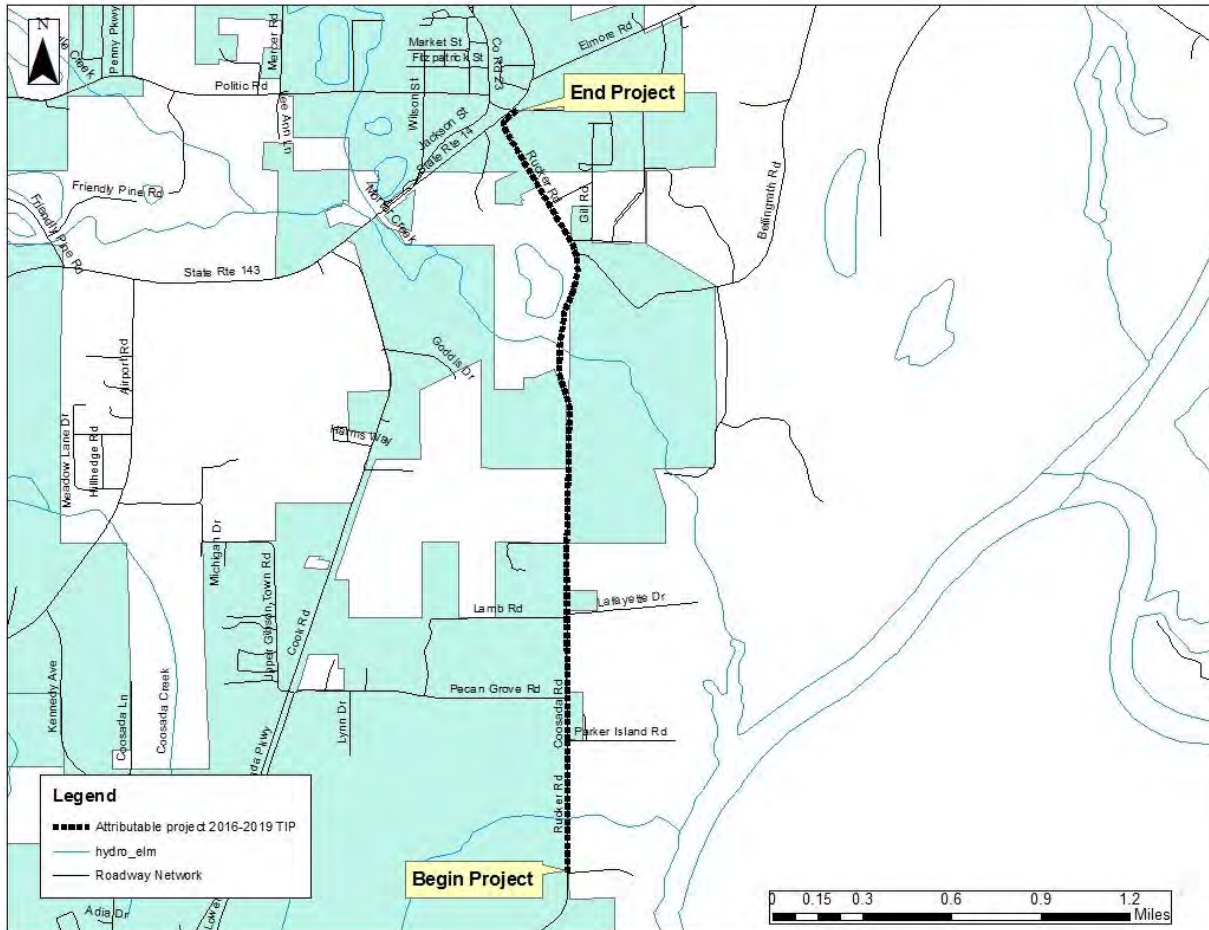 N
Penny Pkwy
Mercer Rd
Market St
Fitzpatrick St
Co Rd 23
Elmore Rd
Politic Rd
Wilson St
End Project
Jackson St
State Rte 14
Rucker Rd
Gill Rd
Bellingrath Rd
Friendly Pine Rd
Friendly Pine Rd
Creek
State Rte 143
Airport Rd
Goddis Dr
Harms Way
Meadow Lane Dr
Hillhedge Rd
Michigan Dr
Upper Gibson Town Rd
Cook Rd
Lamb Rd
Lafayette Dr
Pecan Grove Rd
Coosada Rd
Parker Island Rd
Kennedy Ave
Coosada Ln
Coosada Creek
Lynn Dr
Rucker Rd
Begin Project
Adia Dr
Legend
Attributable project 2016-2019 TIP
hydro_elm
Roadway Network
0 0.15 0.3 0.6 0.9 1.2
Miles